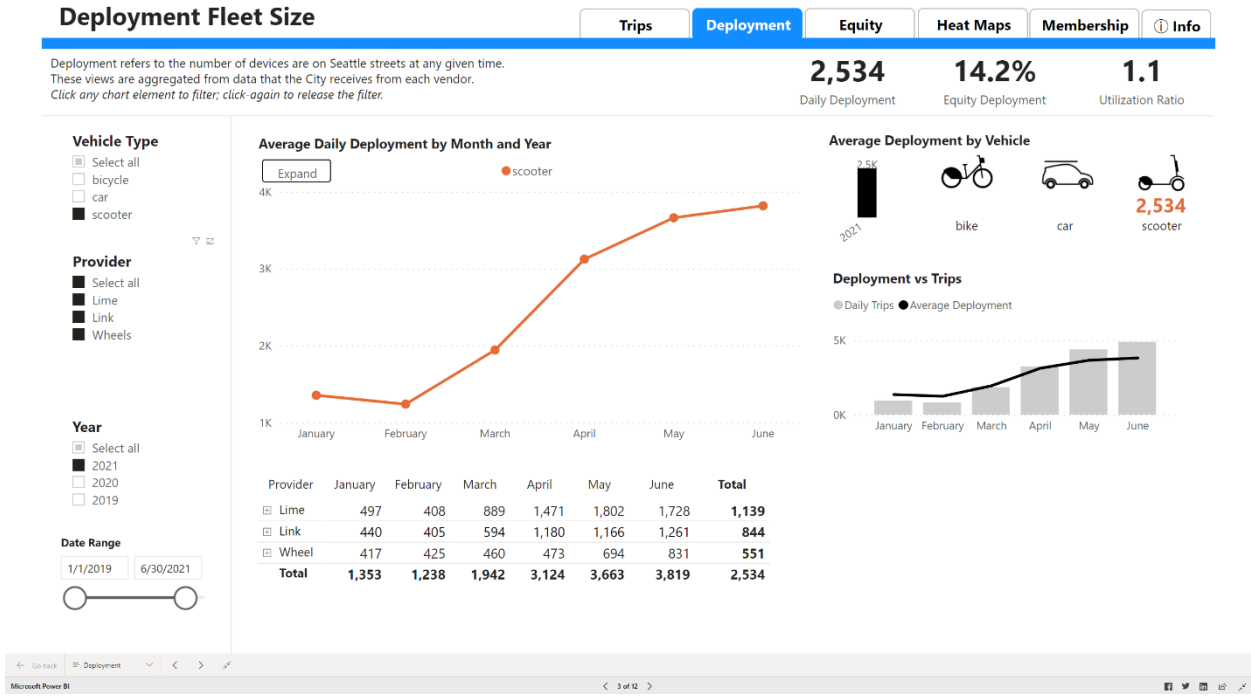 Deployment Fleet Size
Trips
Deployment
Equity
Heat Maps
Membership
Info
Deployment refers to the number of devices are on Seattle streets at any given time.
These views are aggregated from data that the City receives from each vendor.
Click any chart element to filter; click-again to release the filter.
2,534
Daily Deployment
14.2%
Equity Deployment
1.1
Utilization Ratio
Vehicle Type
Select all
bicycle
car
scooter
Provider
Select all
Lime
Link
Wheels
Year
Select all
2021
2020
2019
Date Range
1/1/2019 6/30/2021
Average Daily Deployment by Month and Year
Expand
scooter
4K
3K
2K
1K
January February March April May June
Provider January February March April May June Total
Lime 497 408 889 1,471 1,802 1,728 1,139
Link 440 405 594 1,180 1,166 1,261 844
Wheel 417 425 460 473 694 831 551
Total 1,353 1,238 1,942 3,124 3,663 3,819 2,534
Average Deployment by Vehicle
2.5K
2021
bike
car
2,534
scooter
Deployment vs Trips
Daily Trips Average Deployment
5K
0K
January February March April May June
Go back
Deployment
Microsoft Power BI
3 of 12